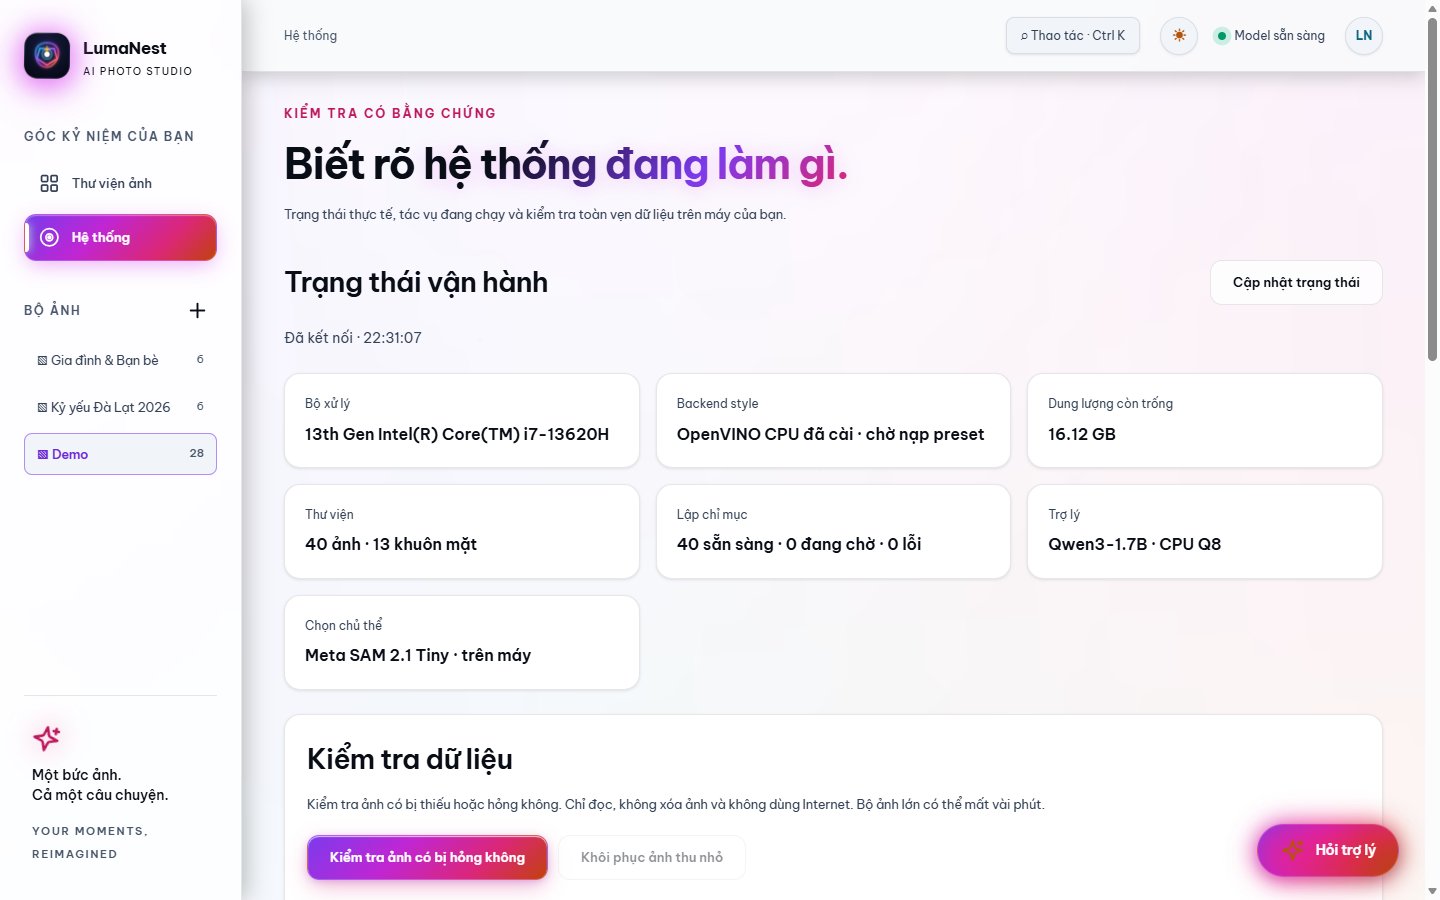 LumaNest
AI PHOTO STUDIO
GÓC KỶ NIỆM CỦA BẠN
Thư viện ảnh
Hệ thống
BỘ ẢNH
Gia đình & Bạn bè 6
Kỷ yếu Đà Lạt 2026 6
Demo 28
Một bức ảnh.
Cả một câu chuyện.
YOUR MOMENTS,
REIMAGINED
Hệ thống
Thao tác · Ctrl K
Model sẵn sàng
LN
KIỂM TRA CÓ BẰNG CHỨNG
Biết rõ hệ thống đang làm gì.
Trạng thái thực tế, tác vụ đang chạy và kiểm tra toàn vẹn dữ liệu trên máy của bạn.
Trạng thái vận hành
Cập nhật trạng thái
Đã kết nối · 22:31:07
Bộ xử lý
13th Gen Intel(R) Core(TM) i7-13620H
Backend style
OpenVINO CPU đã cài · chờ nạp preset
Dung lượng còn trống
16.12 GB
Thư viện
40 ảnh · 13 khuôn mặt
Lập chỉ mục
40 sẵn sàng · 0 đang chờ · 0 lỗi
Trợ lý
Qwen3-1.7B · CPU Q8
Chọn chủ thể
Meta SAM 2.1 Tiny · trên máy
Kiểm tra dữ liệu
Kiểm tra ảnh có bị thiếu hoặc hỏng không. Chỉ đọc, không xóa ảnh và không dùng Internet. Bộ ảnh lớn có thể mất vài phút.
Kiểm tra ảnh có bị hỏng không
Khôi phục ảnh thu nhỏ
Hỏi trợ lý